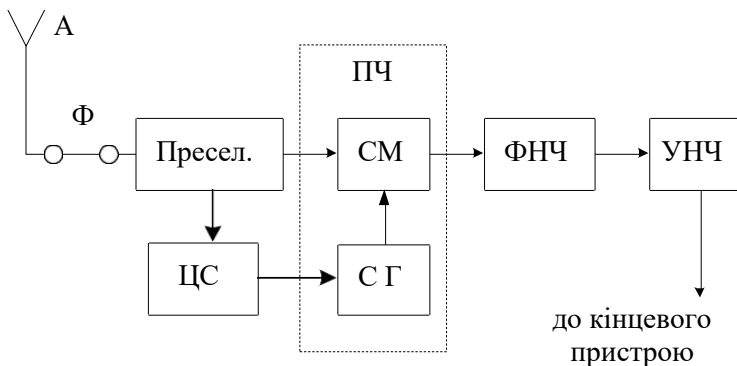 А
ПЧ
Ф
Пресел.
СМ
ФНЧ
УНЧ
ЦС
С Г
до кінцевого
пристрою